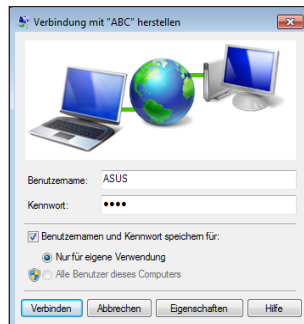 Verbindung mit "ABC" herstellen
Benutzername: ASUS
Kennwort: ••••
Benutzernamen und Kennwort speichern für:
Nur für eigene Verwendung
Alle Benutzer dieses Computers
Verbinden Abbrechen Eigenschaften Hilfe